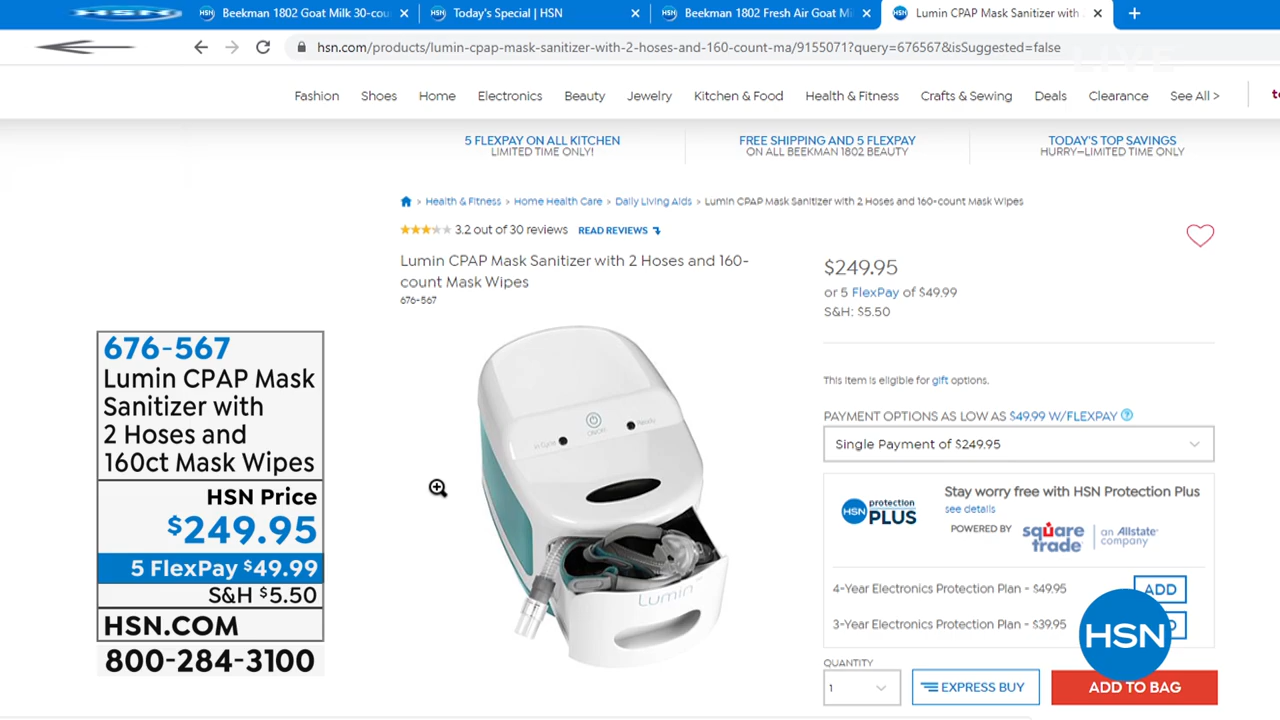 HSN
Beekman 1802 Goat Milk 30-cou
Today's Special | HSN
Beekman 1802 Fresh Air Goat Mi
Lumin CPAP Mask Sanitizer with
hsn.com/products/lumin-cpap-mask-sanitizer-with-2-hoses-and-160-count-ma/9155071?query=676567&isSuggested=false
LIVE
Fashion Shoes Home Electronics Beauty Jewelry Kitchen & Food Health & Fitness Crafts & Sewing Deals Clearance See All >
5 FLEXPAY ON ALL KITCHEN
LIMITED TIME ONLY!
FREE SHIPPING AND 5 FLEXPAY
ON ALL BEEKMAN 1802 BEAUTY
TODAY'S TOP SAVINGS
HURRY—LIMITED TIME ONLY
Health & Fitness > Home Health Care > Daily Living Aids > Lumin CPAP Mask Sanitizer with 2 Hoses and 160-count Mask Wipes
3.2 out of 30 reviews READ REVIEWS
Lumin CPAP Mask Sanitizer with 2 Hoses and 160-
count Mask Wipes
676-567
In Cycle
ON/OFF
Ready
Lumin
$249.95
or 5 FlexPay of $49.99
S&H: $5.50
This item is eligible for gift options.
PAYMENT OPTIONS AS LOW AS $49.99 W/FLEXPAY ?
Single Payment of $249.95
HSN protection PLUS
Stay worry free with HSN Protection Plus
see details
POWERED BY square trade | an Allstate company
4-Year Electronics Protection Plan - $49.95 ADD
3-Year Electronics Protection Plan - $39.95
HSN
QUANTITY
1
EXPRESS BUY
ADD TO BAG
676-567
Lumin CPAP Mask
Sanitizer with
2 Hoses and
160ct Mask Wipes
HSN Price
$249.95
5 FlexPay $49.99
S&H $5.50
HSN.COM
800-284-3100